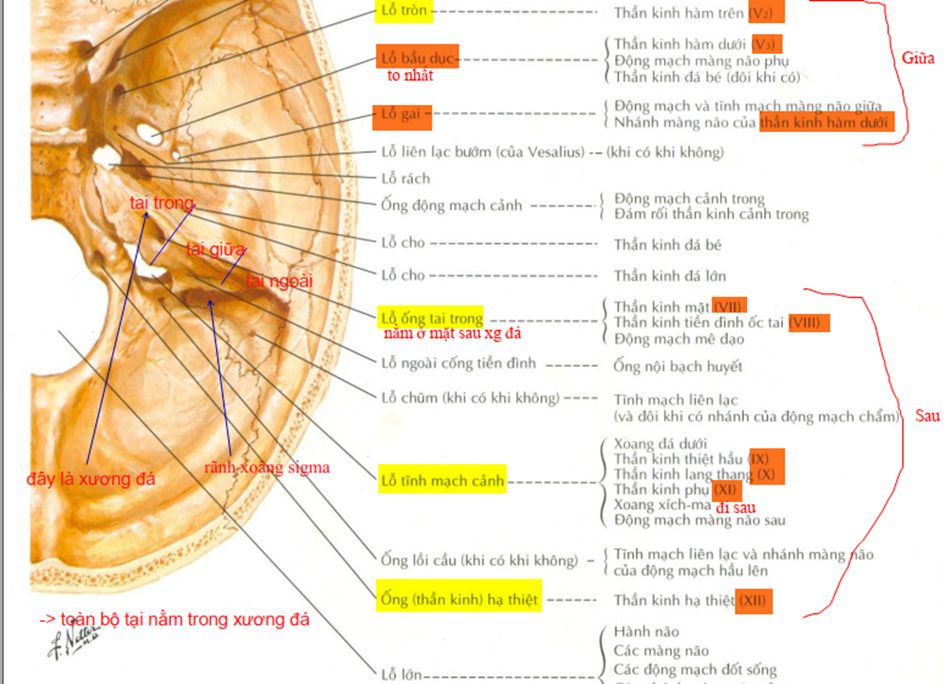 Lỗ tròn
Thần kinh hàm trên (V₂)
Lỗ bầu dục
to nhất
Thần kinh hàm dưới (V₃)
Động mạch màng não phụ
Thần kinh đá bé (đôi khi có)
Giữa
Lỗ gai
Động mạch và tĩnh mạch màng não giữa
Nhánh màng não của thần kinh hàm dưới
Lỗ liên lạc bướm (của Vesalius) -- (khi có khi không)
Lỗ rách
Ống động mạch cảnh
Động mạch cảnh trong
Đám rối thần kinh cảnh trong
tai trong
Lỗ cho
Thần kinh đá bé
tai giữa
Lỗ cho
Thần kinh đá lớn
tai ngoài
Lỗ ống tai trong
nằm ở mặt sau xg đá
Thần kinh mặt (VII)
Thần kinh tiền đình ốc tai (VIII)
Động mạch mê đạo
Lỗ ngoài cống tiền đình
Ống nội bạch huyết
Lỗ chũm (khi có khi không)
Tĩnh mạch liên lạc
(và đôi khi có nhánh của động mạch chẩm)
Sau
đây là xương đá
rãnh xoang sigma
Lỗ tĩnh mạch cảnh
Xoang đá dưới
Thần kinh thiệt hầu (IX)
Thần kinh lang thang (X)
Thần kinh phụ (XI)
Xoang xích-ma đi sau
Động mạch màng não sau
Ống lồi cầu (khi có khi không)
Tĩnh mạch liên lạc và nhánh màng não
của động mạch hầu lên
Ống (thần kinh) hạ thiệt
Thần kinh hạ thiệt (XII)
-> toàn bộ tại nằm trong xương đá
F. Netter
M.D.
Lỗ lớn
Hành não
Các màng não
Các động mạch đốt sống